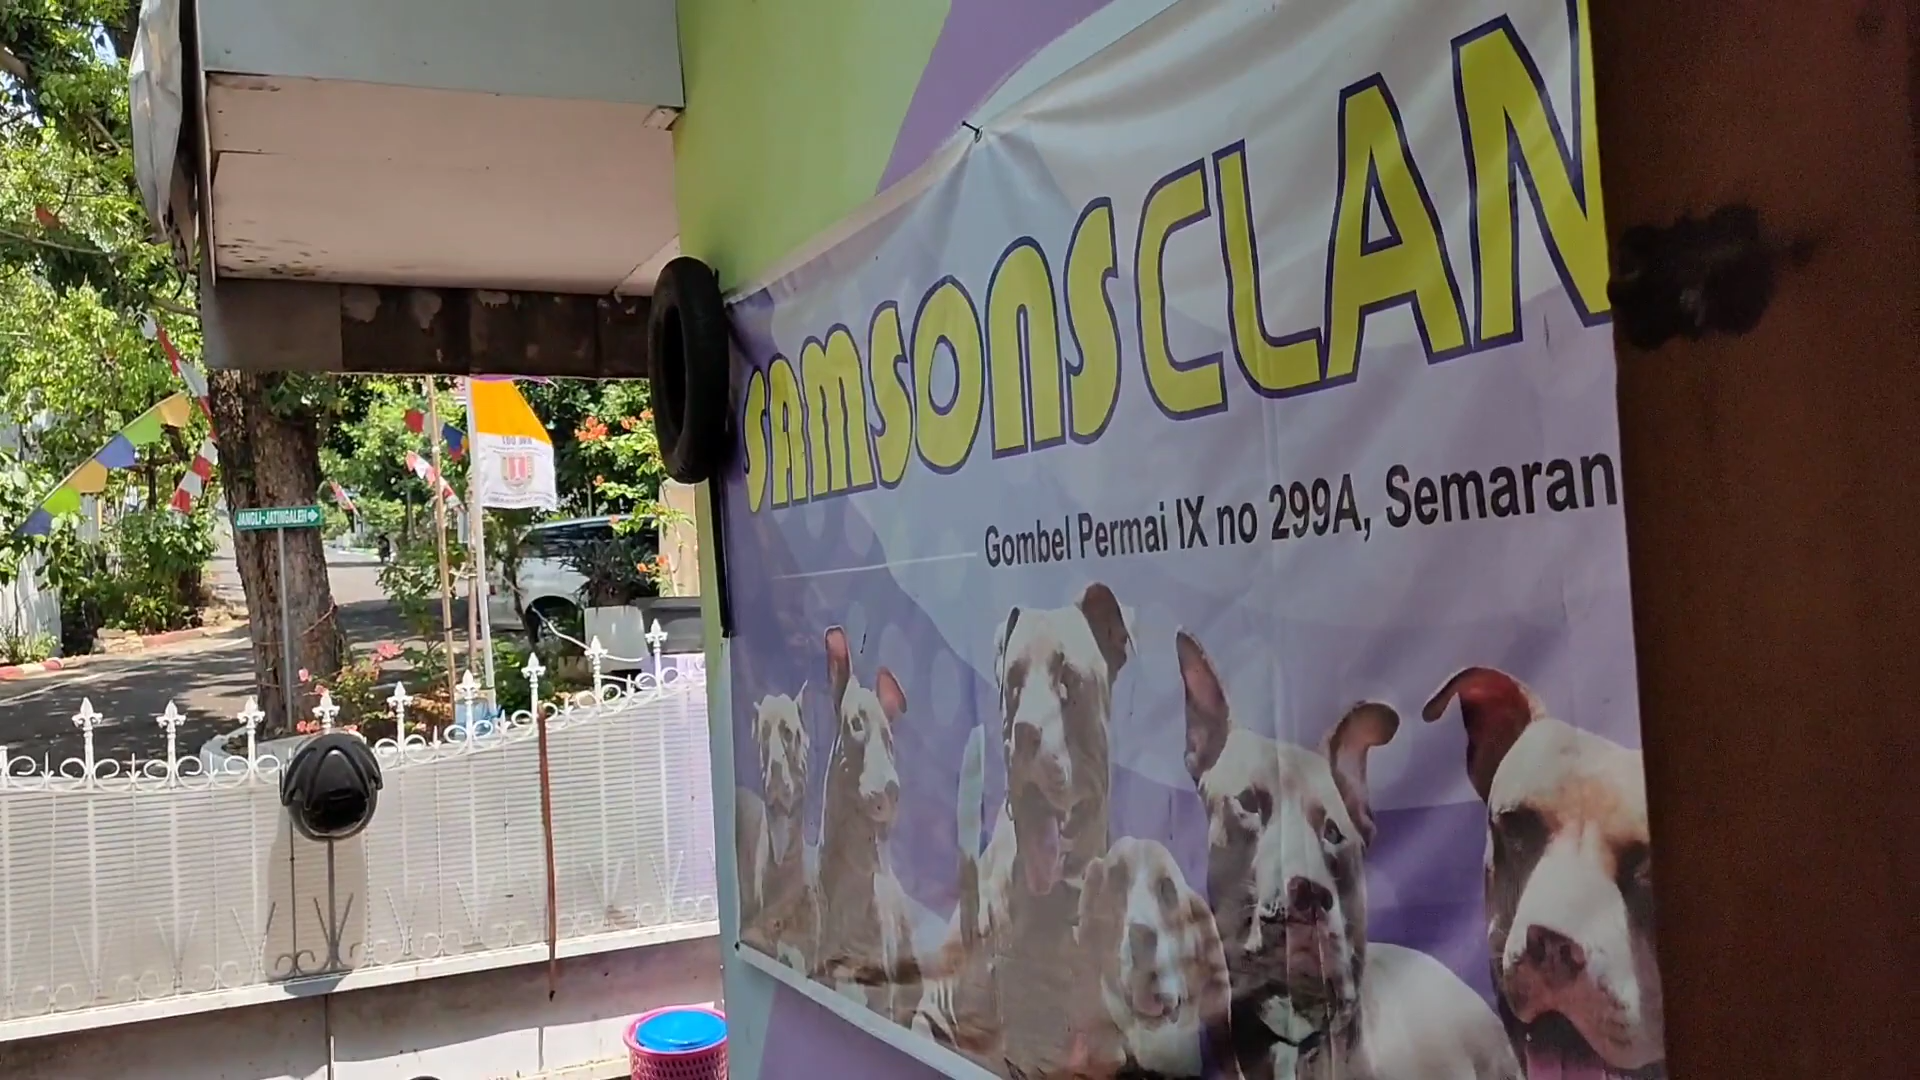 SAMSONS CLAN
Gombel Permai IX no 299A, Semaran
JANGLI-JATINGALEH